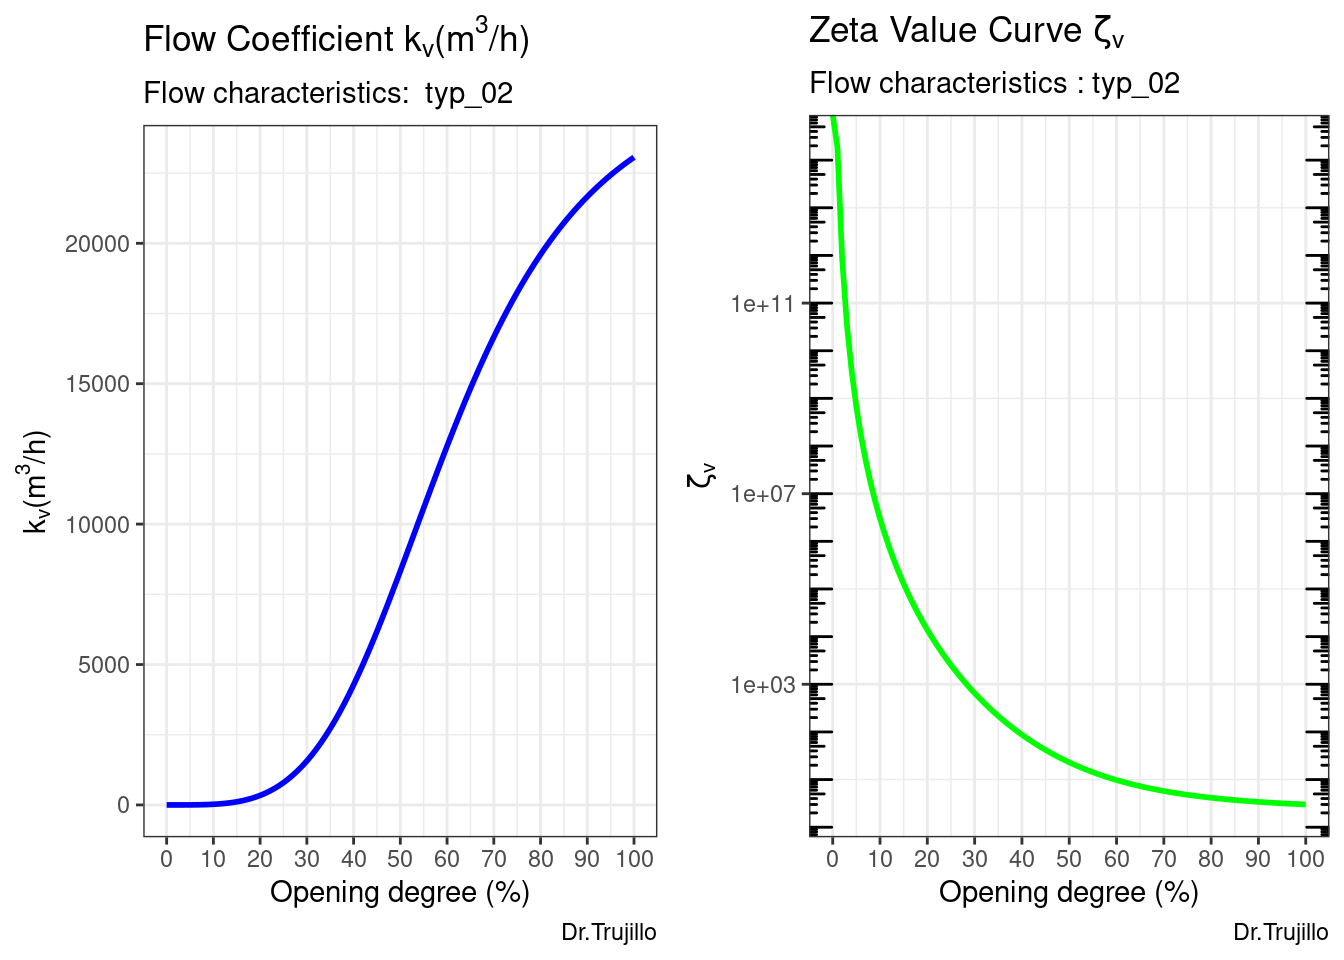 Flow Coefficient kᵥ(m³/h)
Flow characteristics:  typ_02
kᵥ(m³/h)
20000
15000
10000
5000
0
0 10 20 30 40 50 60 70 80 90 100
Opening degree (%)
Dr.Trujillo
Zeta Value Curve ζᵥ
Flow characteristics : typ_02
ζᵥ
1e+11
1e+07
1e+03
0 10 20 30 40 50 60 70 80 90 100
Opening degree (%)
Dr.Trujillo